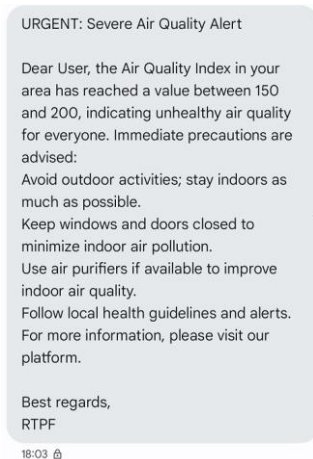 URGENT: Severe Air Quality Alert
Dear User, the Air Quality Index in your
area has reached a value between 150
and 200, indicating unhealthy air quality
for everyone. Immediate precautions are
advised:
Avoid outdoor activities; stay indoors as
much as possible.
Keep windows and doors closed to
minimize indoor air pollution.
Use air purifiers if available to improve
indoor air quality.
Follow local health guidelines and alerts.
For more information, please visit our
platform.
Best regards,
RTPF
18:03